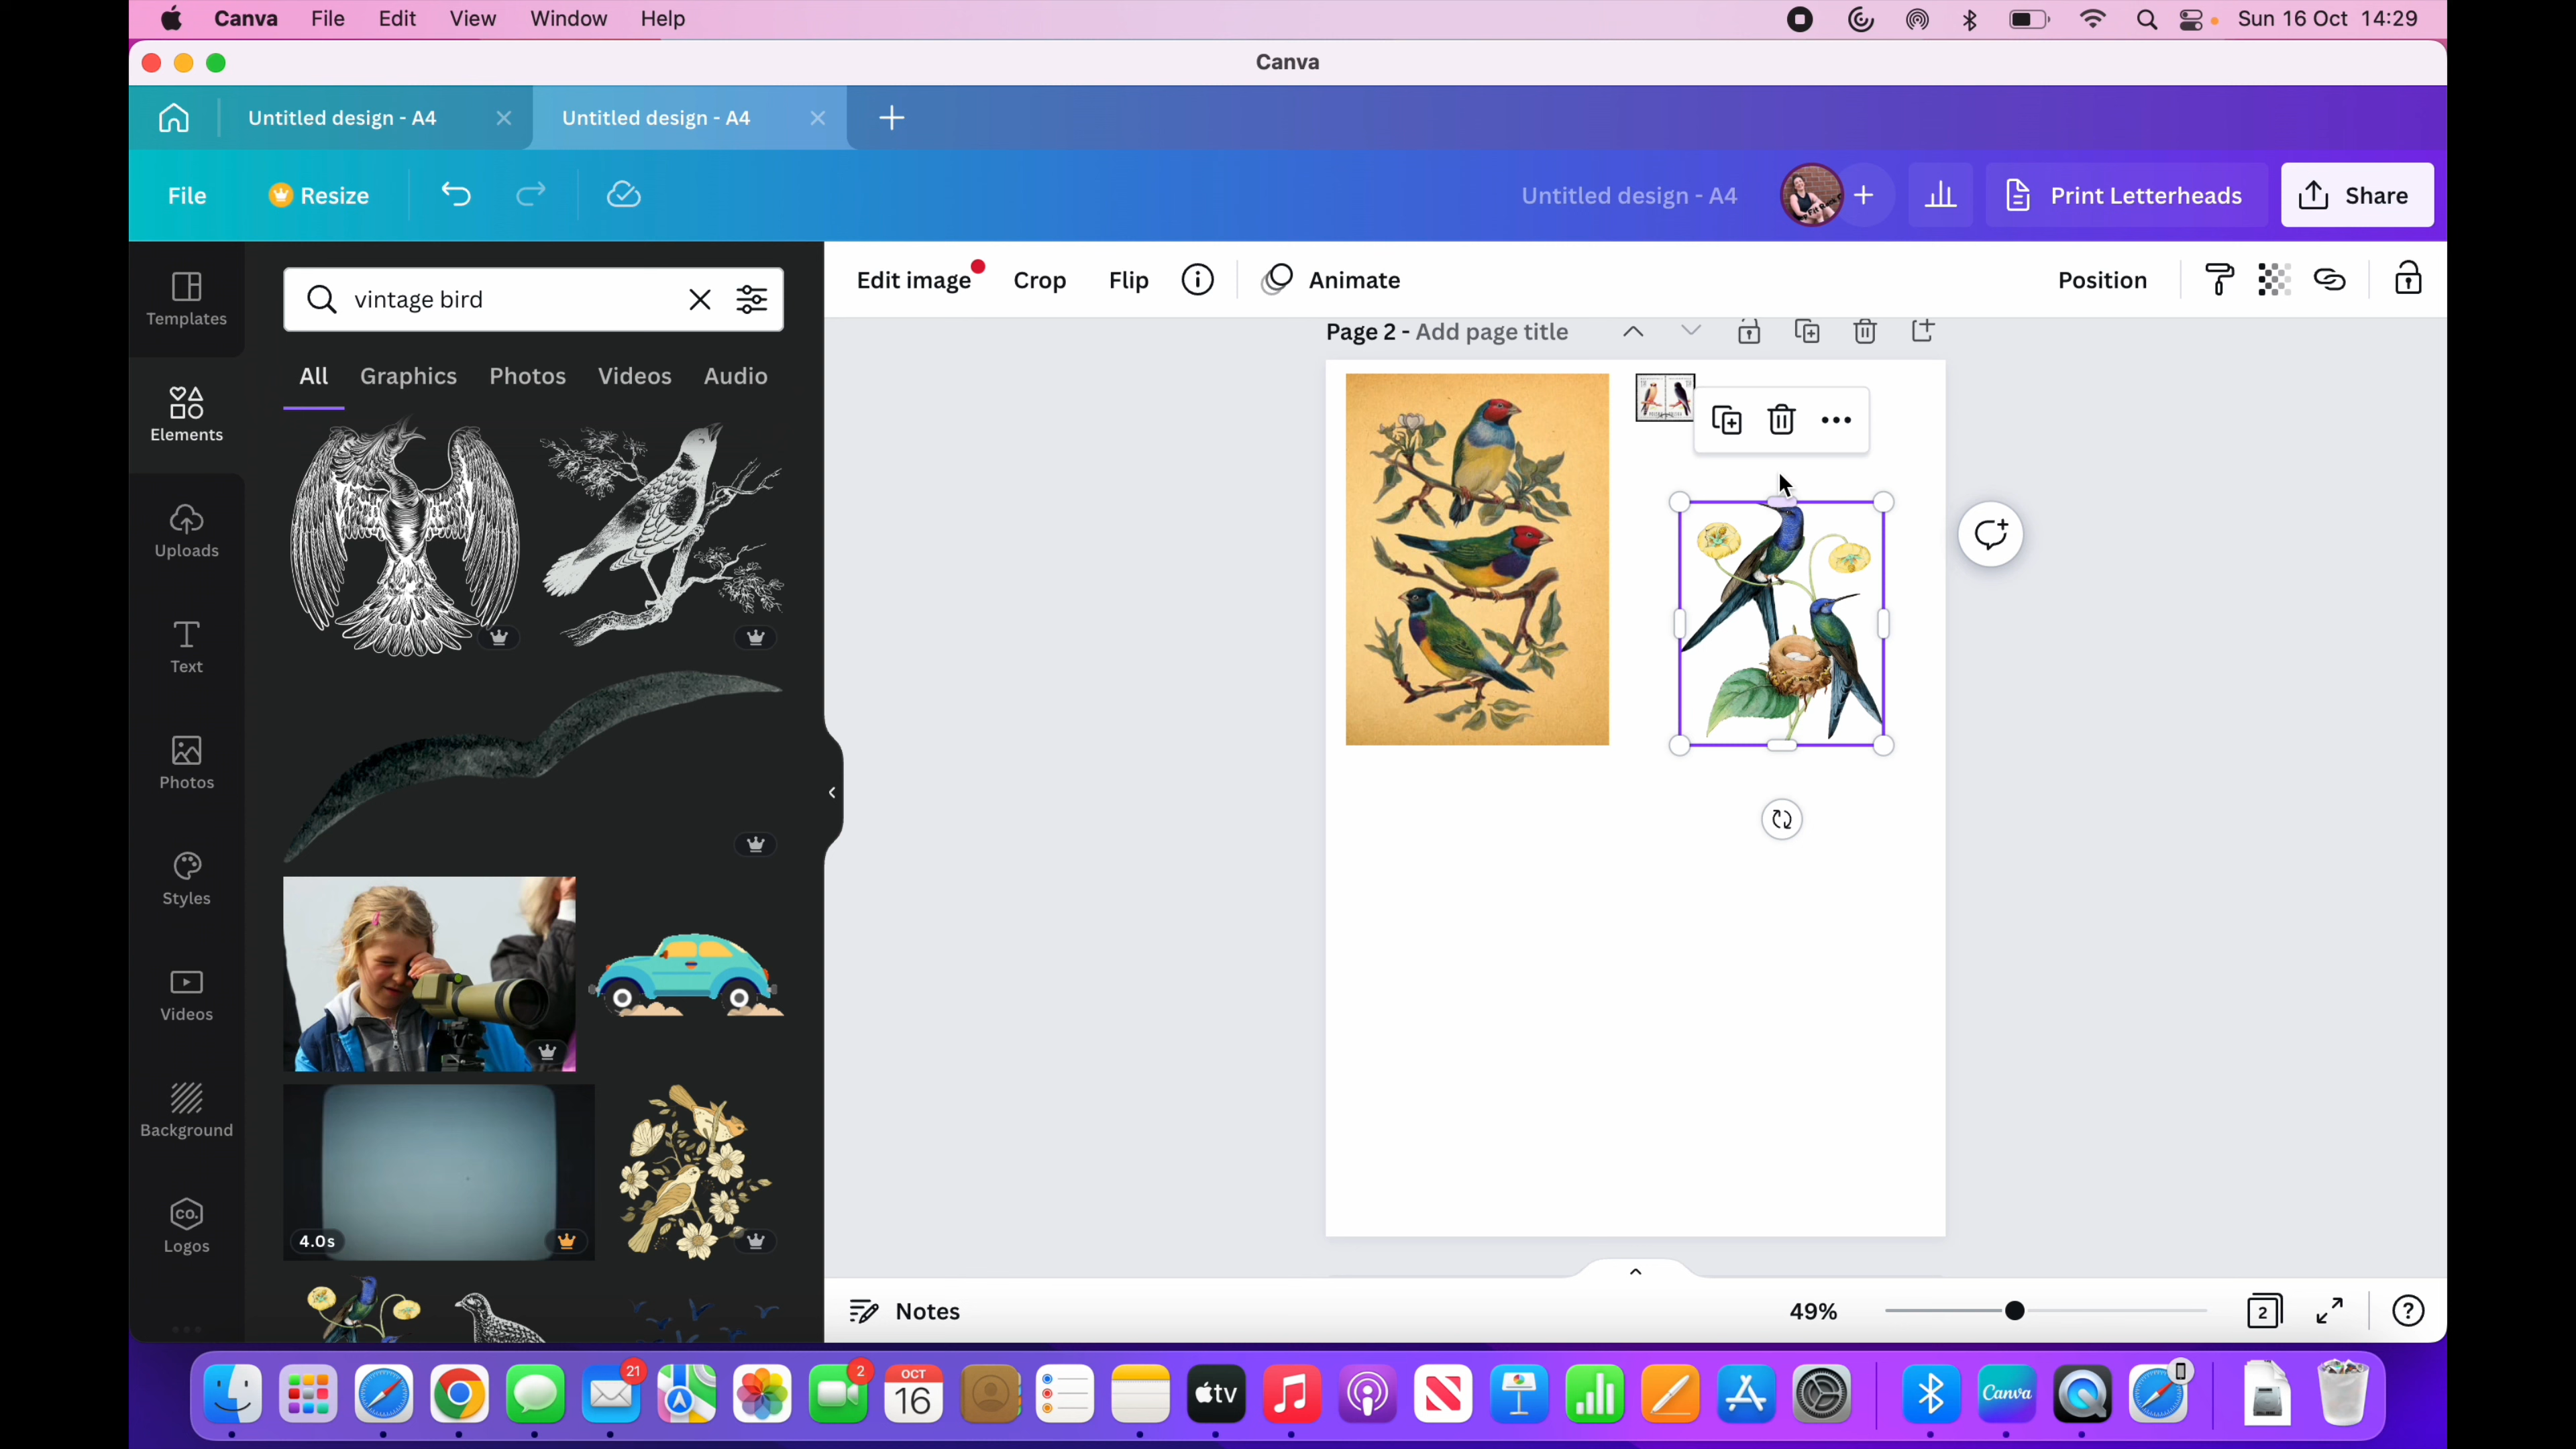 Canva File Edit View Window Help
Sun 16 Oct 14:29
Canva
Untitled design - A4
Untitled design - A4
File
Resize
Untitled design - A4
Print Letterheads
Share
Templates
Elements
Uploads
Text
Photos
Styles
Videos
Background
CO.
Logos
vintage bird
All Graphics Photos Videos Audio
4.0s
Edit image Crop Flip Animate
Position
Page 2 - Add page title
Notes
49%
2
21
2
OCT
16
tv
Canva